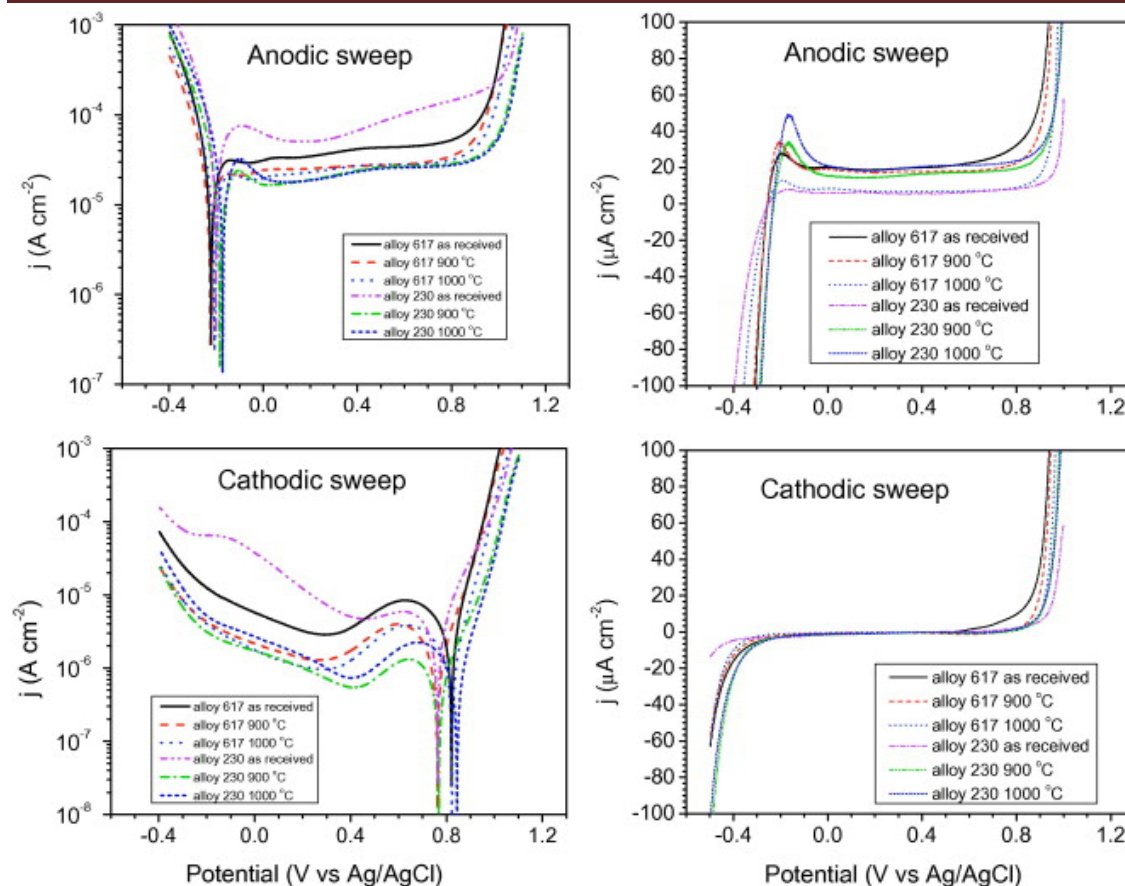 Anodic sweep
j (A cm-2)
10-3
10-4
10-5
10-6
10-7
alloy 617 as received
alloy 617 900 °C
alloy 617 1000 °C
alloy 230 as received
alloy 230 900 °C
alloy 230 1000 °C
-0.4 0.0 0.4 0.8 1.2
Anodic sweep
j (µA cm-2)
100
80
60
40
20
0
-20
-40
-60
-80
-100
alloy 617 as received
alloy 617 900 °C
alloy 617 1000 °C
alloy 230 as received
alloy 230 900 °C
alloy 230 1000 °C
-0.4 0.0 0.4 0.8 1.2
Cathodic sweep
j (A cm-2)
10-3
10-4
10-5
10-6
10-7
10-8
alloy 617 as received
alloy 617 900 °C
alloy 617 1000 °C
alloy 230 as received
alloy 230 900 °C
alloy 230 1000 °C
-0.4 0.0 0.4 0.8 1.2
Potential (V vs Ag/AgCl)
Cathodic sweep
j (µA cm-2)
100
80
60
40
20
0
-20
-40
-60
-80
-100
alloy 617 as received
alloy 617 900 °C
alloy 617 1000 °C
alloy 230 as received
alloy 230 900 °C
alloy 230 1000 °C
-0.4 0.0 0.4 0.8 1.2
Potential (V vs Ag/AgCl)